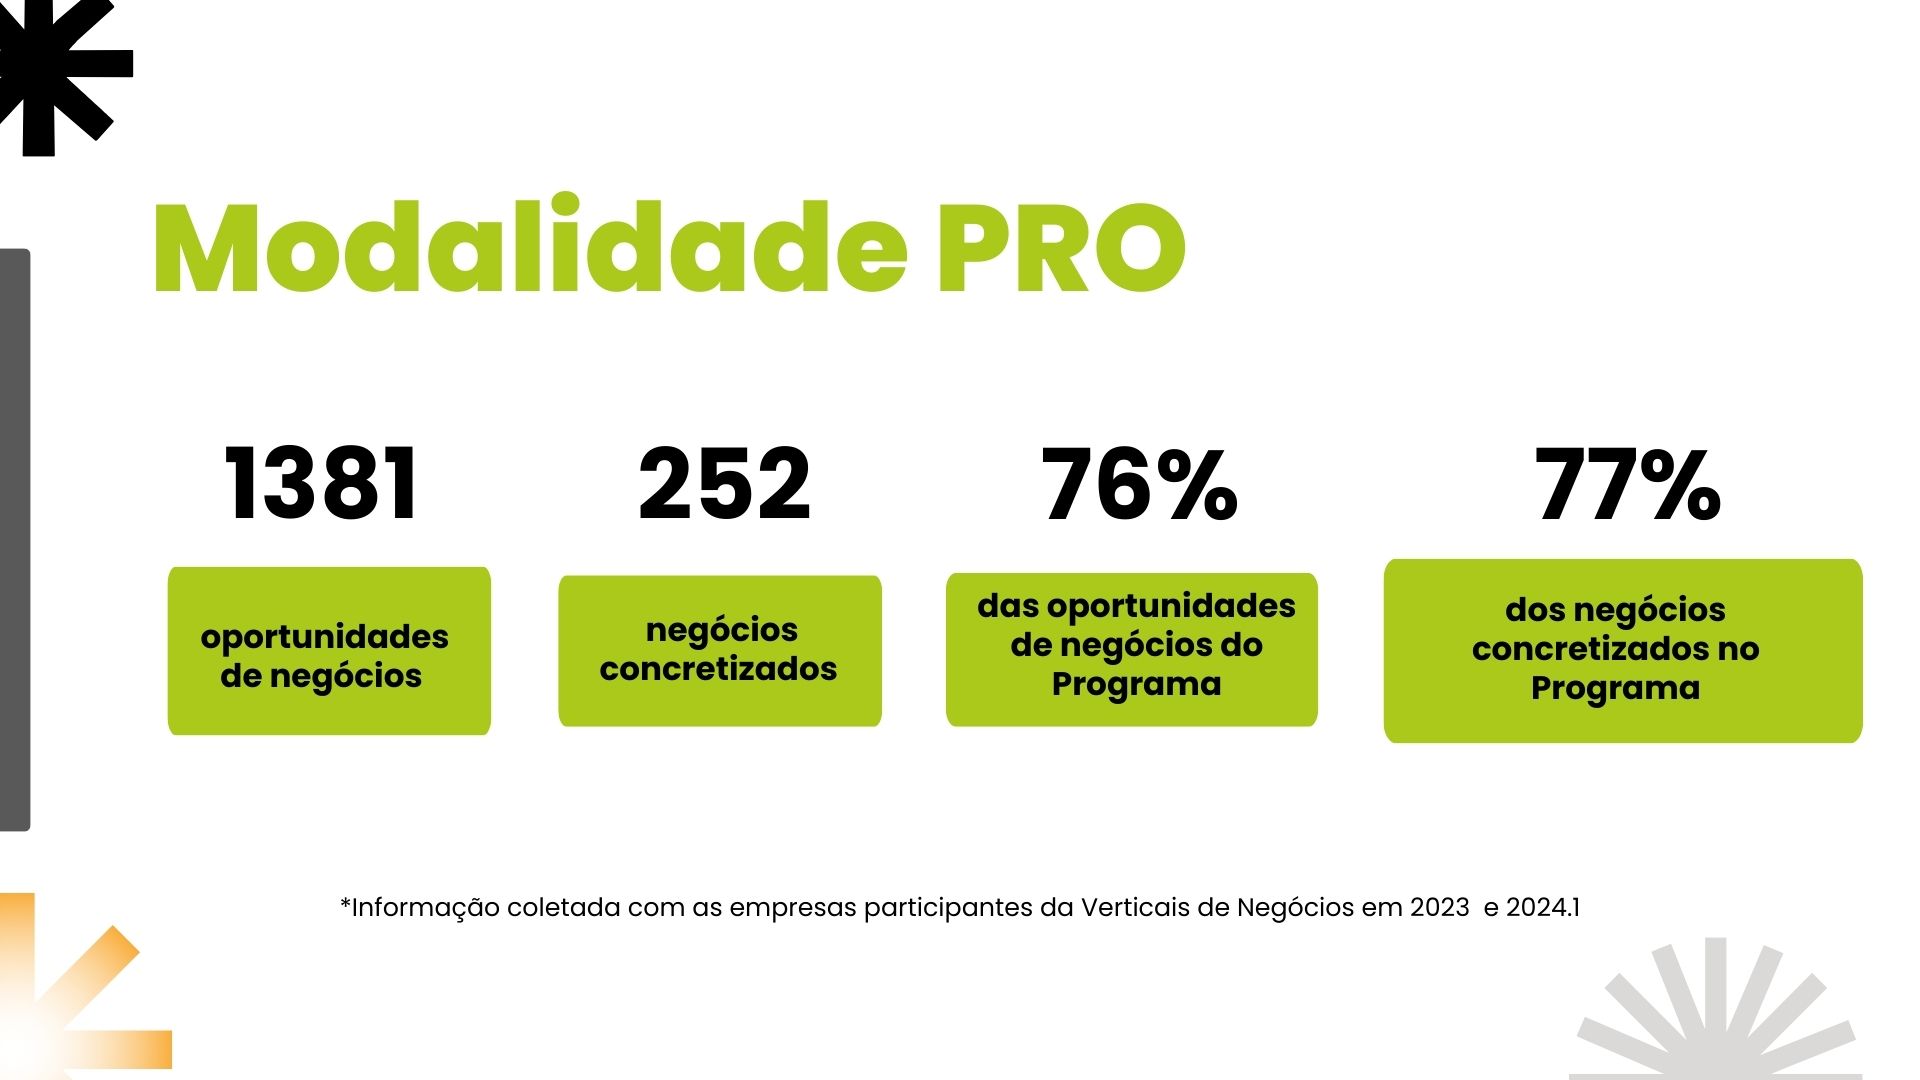 Modalidade PRO
1381
oportunidades
de negócios
252
negócios
concretizados
76%
das oportunidades
de negócios do
Programa
77%
dos negócios
concretizados no
Programa
*Informação coletada com as empresas participantes da Verticais de Negócios em 2023  e 2024.1